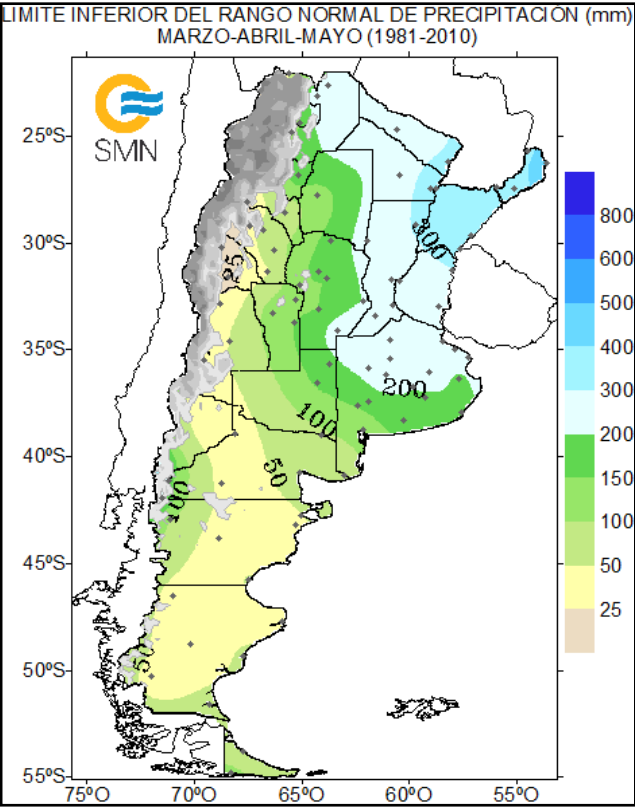 LIMITE INFERIOR DEL RANGO NORMAL DE PRECIPITACION (mm)
MARZO-ABRIL-MAYO (1981-2010)
SMN
25ºS
30ºS
35ºS
40ºS
45ºS
50ºS
55ºS
75ºO
70ºO
65ºO
60ºO
55ºO
25
300
200
100
50
100
50
800
600
500
400
300
200
150
100
50
25